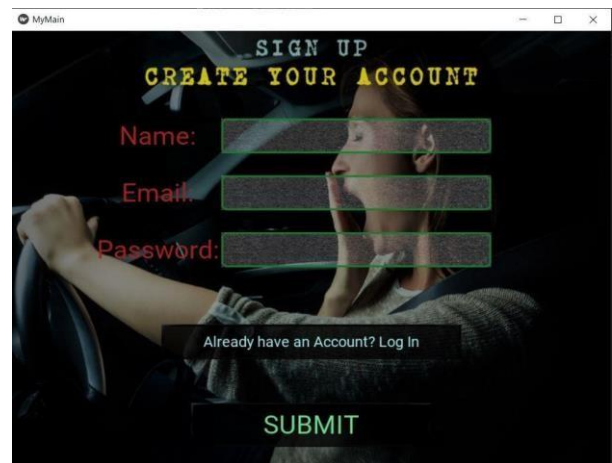 MyMain
SIGN UP
CREATE YOUR ACCOUNT
Name:
Email:
Password:
Already have an Account? Log In
SUBMIT